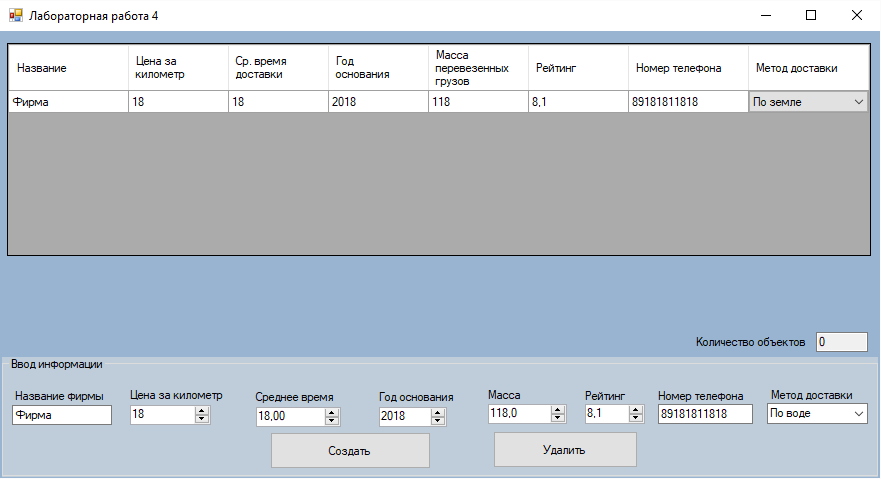 Лабораторная работа 4
Название Цена за километр Ср. время доставки Год основания Масса перевезенных грузов Рейтинг Номер телефона Метод доставки
Фирма 18 18 2018 118 8,1 89181811818 По земле
Количество объектов 0
Ввод информации
Название фирмы Цена за километр Среднее время Год основания Масса Рейтинг Номер телефона Метод доставки
Фирма 18 18,00 2018 118,0 8,1 89181811818 По воде
Создать Удалить